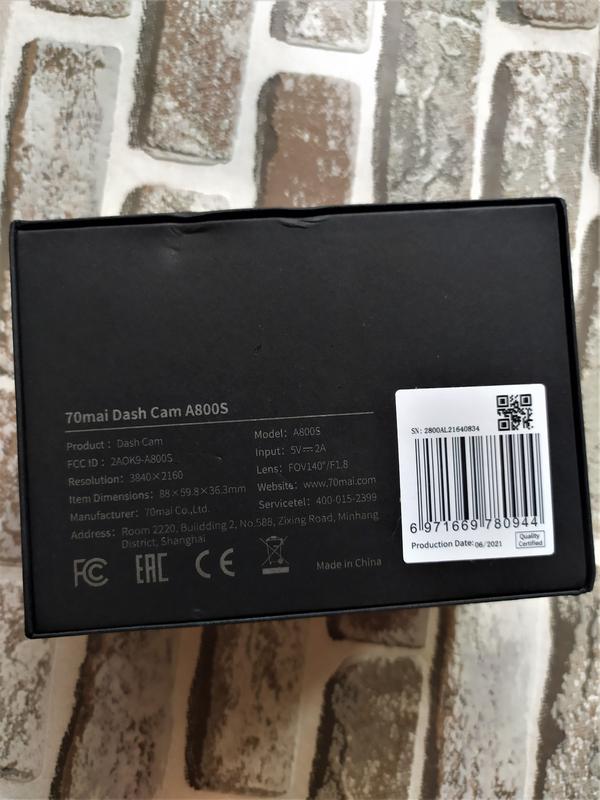 70mai Dash Cam A800S
Product : Dash Cam
FCC ID : 2AOK9-A800S
Resolution: 3840×2160
Item Dimensions: 88×59.8×36.3mm
Manufacturer: 70mai Co.,Ltd.
Address: Room 2220, Builidding 2, No.588, Zixing Road, Minhang
District, Shanghai
Model: A800S
Input: 5V⎓2A
Lens: FOV140°/F1.8
Website: www.70mai.com
Servicetel: 400-015-2399
FC EAC CE
Made in China
SN: 2800AL21640834
6 971669 780944
Production Date: 06/2021
Quality
Certified